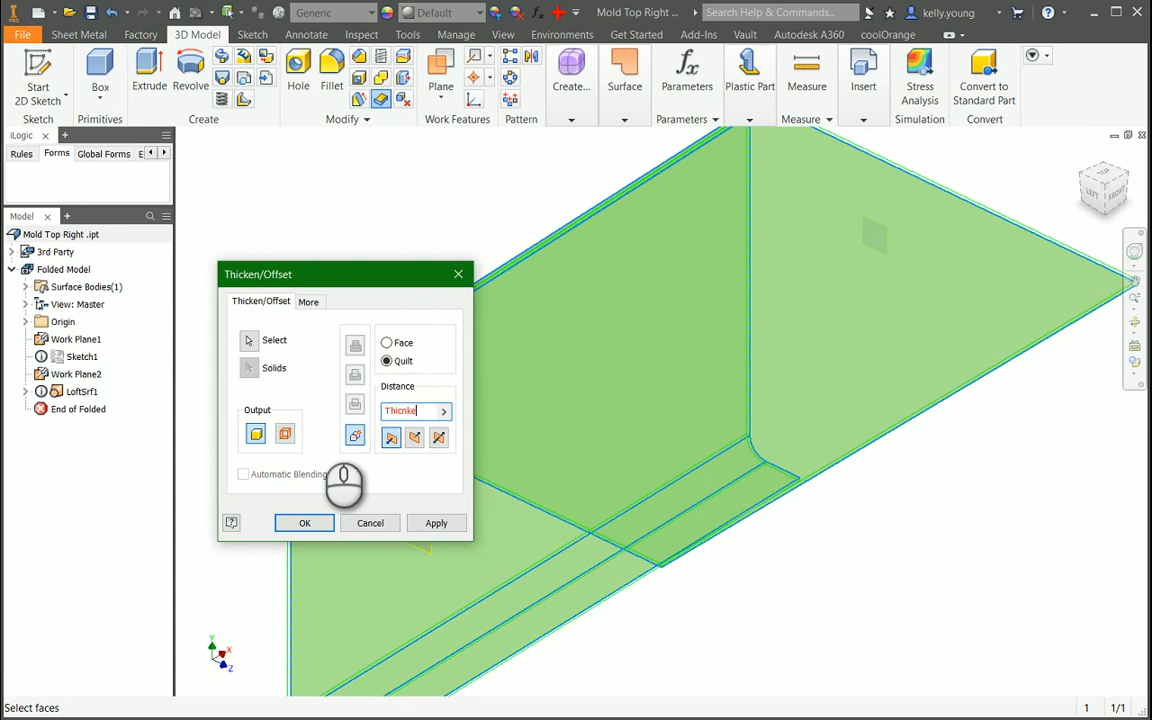 PRO
Generic
Default
Mold Top Right ...
Search Help & Commands...
kelly.young
File
Sheet Metal
Factory
3D Model
Sketch
Annotate
Inspect
Tools
Manage
View
Environments
Get Started
Add-Ins
Vault
Autodesk A360
coolOrange
Start
2D Sketch
Box
Extrude
Revolve
Hole
Fillet
Plane
Create...
Surface
Parameters
Plastic Part
Measure
Insert
Stress
Analysis
Convert to
Standard Part
Sketch
Primitives
Create
Modify
Work Features
Pattern
Parameters
Measure
Simulation
Convert
iLogic
Rules
Forms
Global Forms
E
Model
Mold Top Right .ipt
3rd Party
Folded Model
Surface Bodies(1)
View: Master
Origin
Work Plane1
Sketch1
Work Plane2
LoftSrf1
End of Folded
Thicken/Offset
Thicken/Offset
More
Select
Solids
Face
Quilt
Distance
Thicnke
Output
Automatic Blending
OK
Cancel
Apply
TOP
LEFT
FRONT
Y
X
Z
Select faces
1
1/1